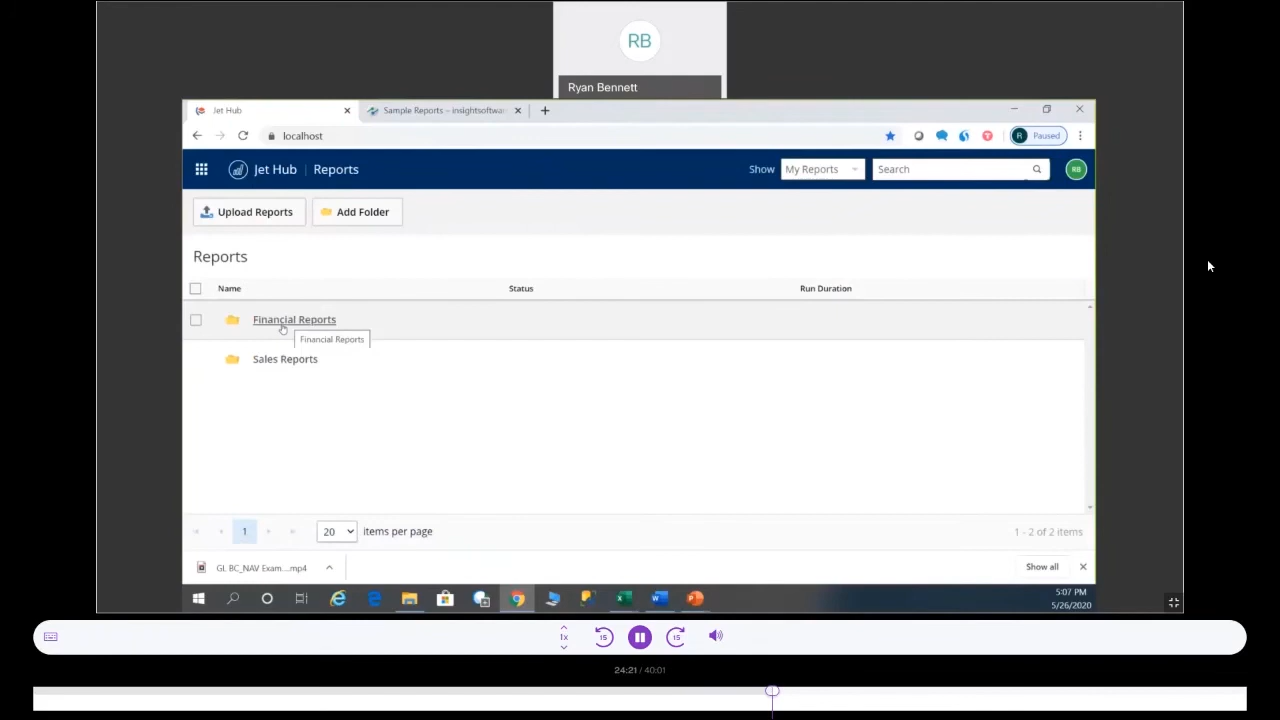 RB
Ryan Bennett
Jet Hub
Sample Reports – insightsoftwar
localhost
R Paused
Jet Hub | Reports
Show My Reports Search RB
Upload Reports Add Folder
Reports
Name Status Run Duration
Financial Reports
Financial Reports
Sales Reports
1 20 items per page 1 - 2 of 2 items
GL BC_NAV Exam....mp4 Show all
5:07 PM
5/26/2020
1x 15 15
24:21 / 40:01